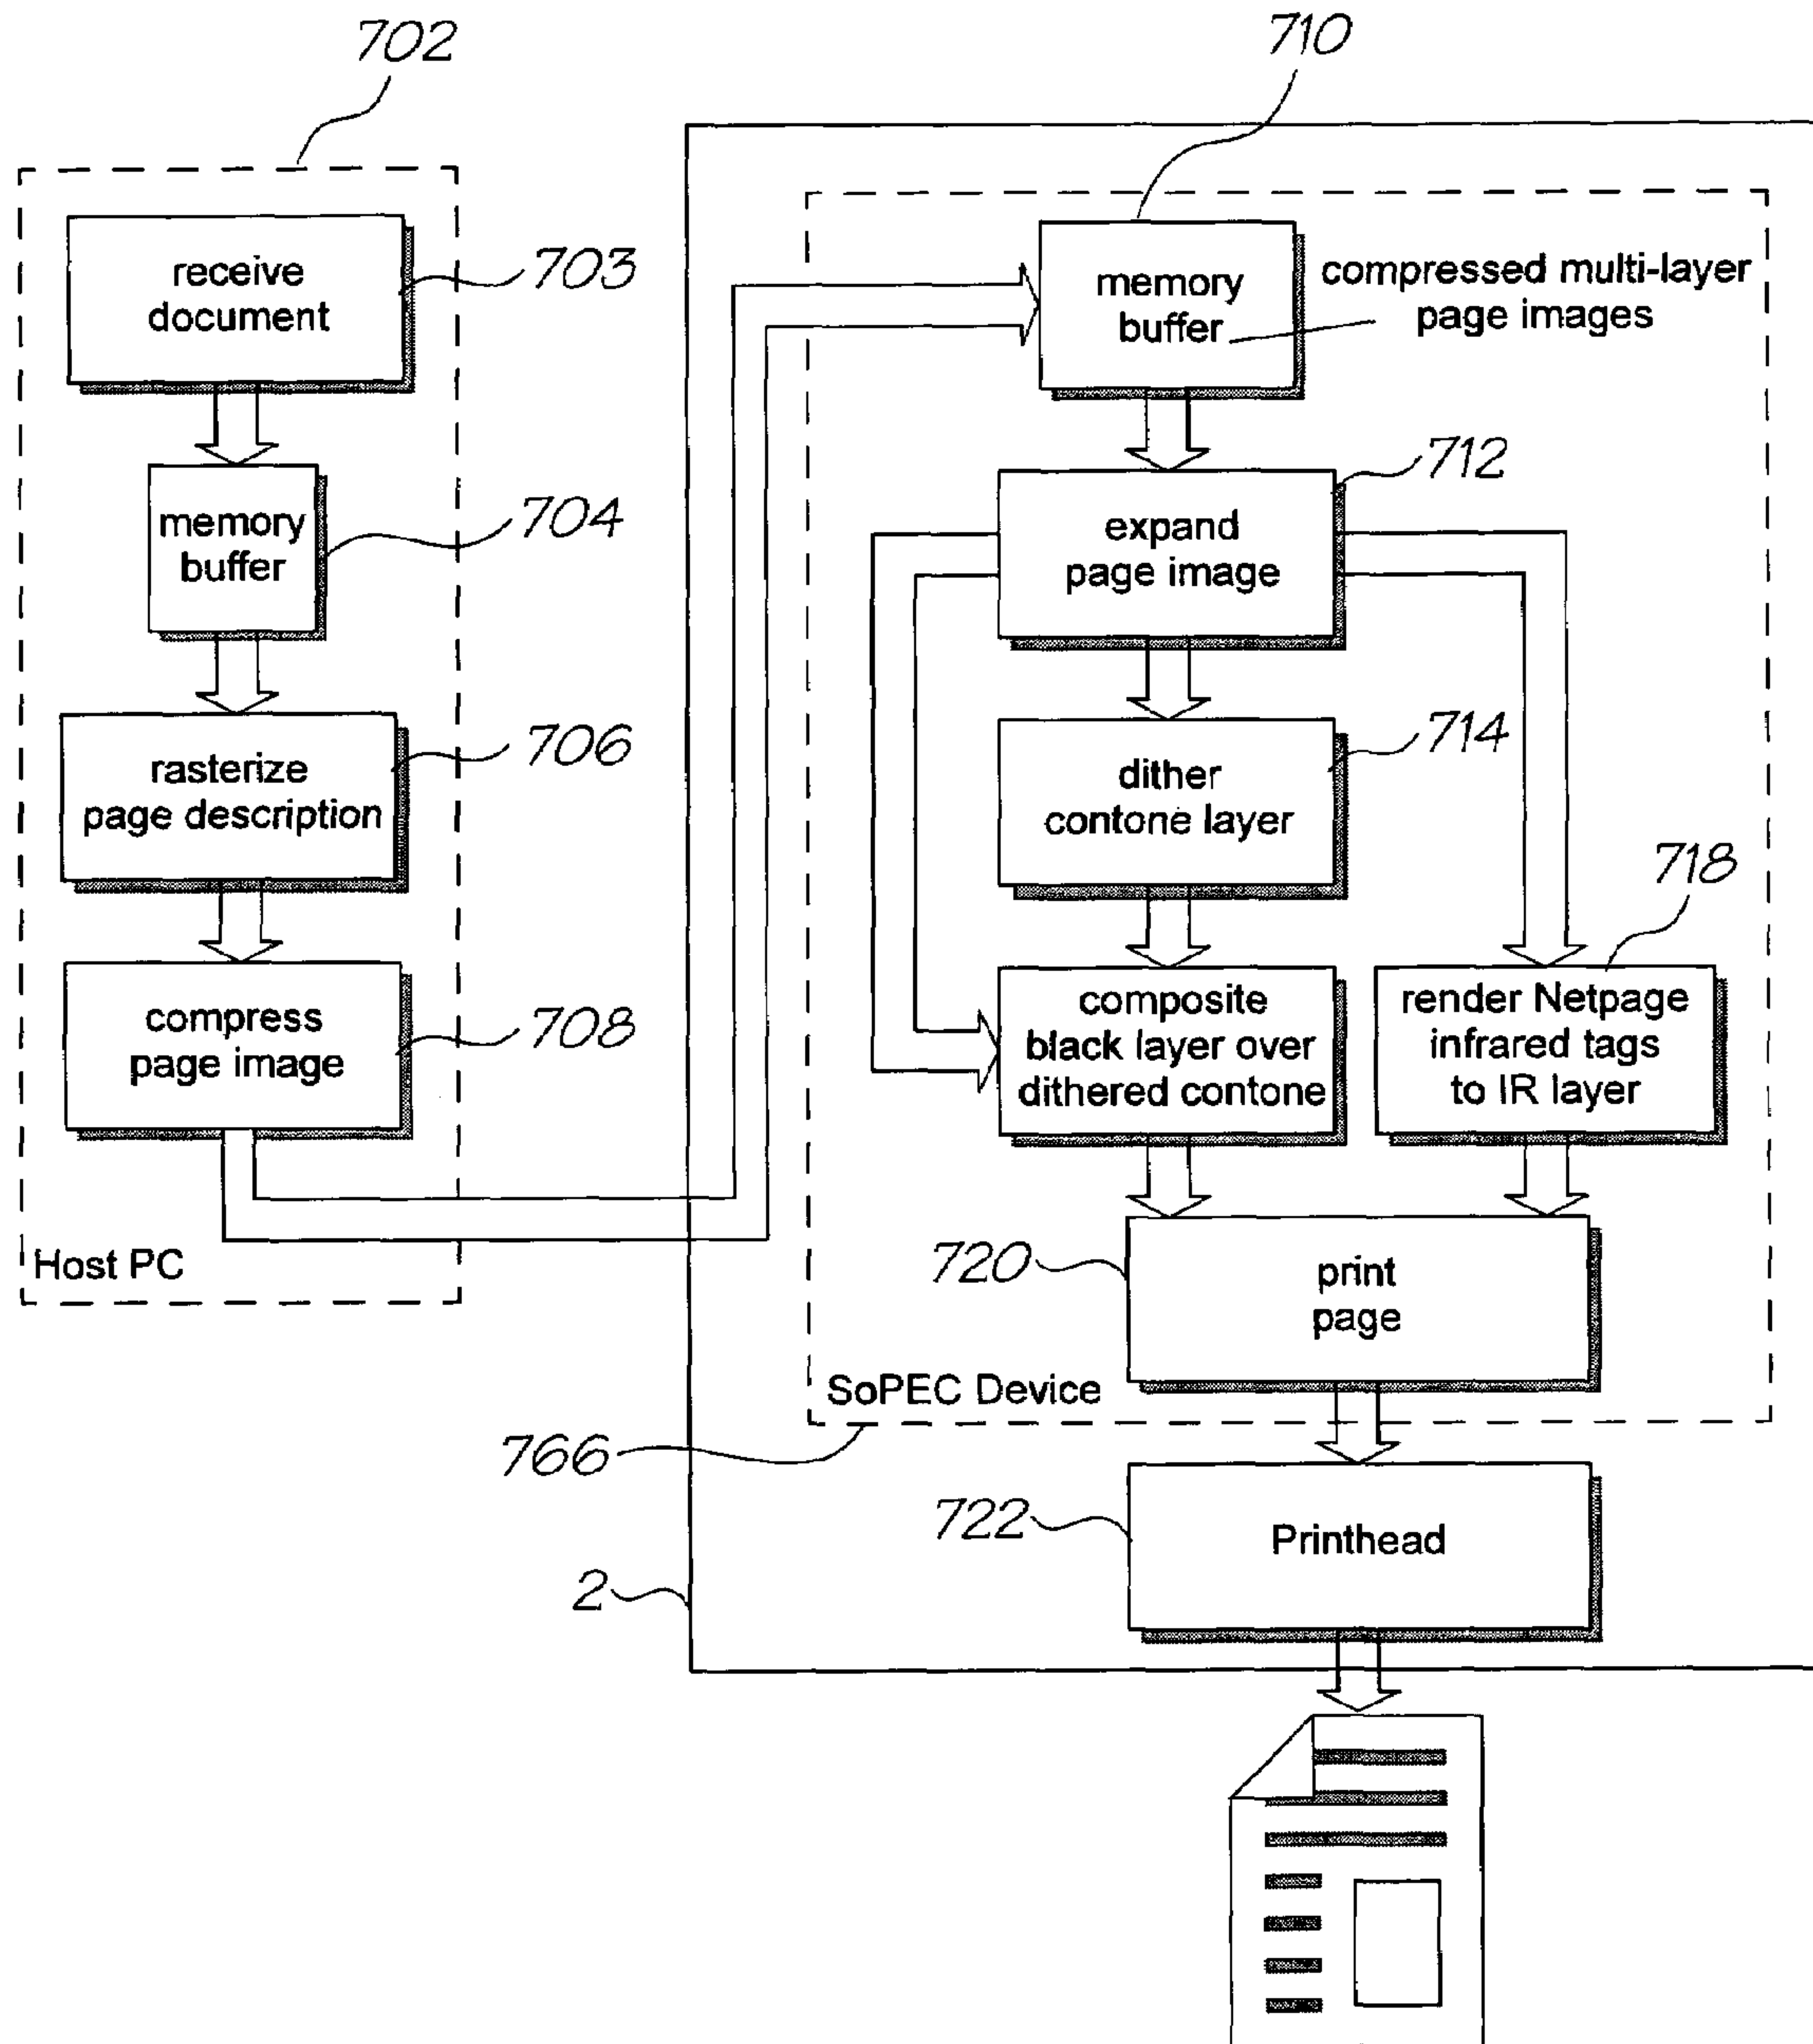 702
710
receive
document
703
memory
buffer
compressed multi-layer
page images
memory
buffer
704
expand
page image
712
rasterize
page description
706
dither
contone layer
714
718
compress
page image
708
composite
black layer over
dithered contone
render Netpage
infrared tags
to IR layer
Host PC
720
print
page
SoPEC Device
766
722
Printhead
2